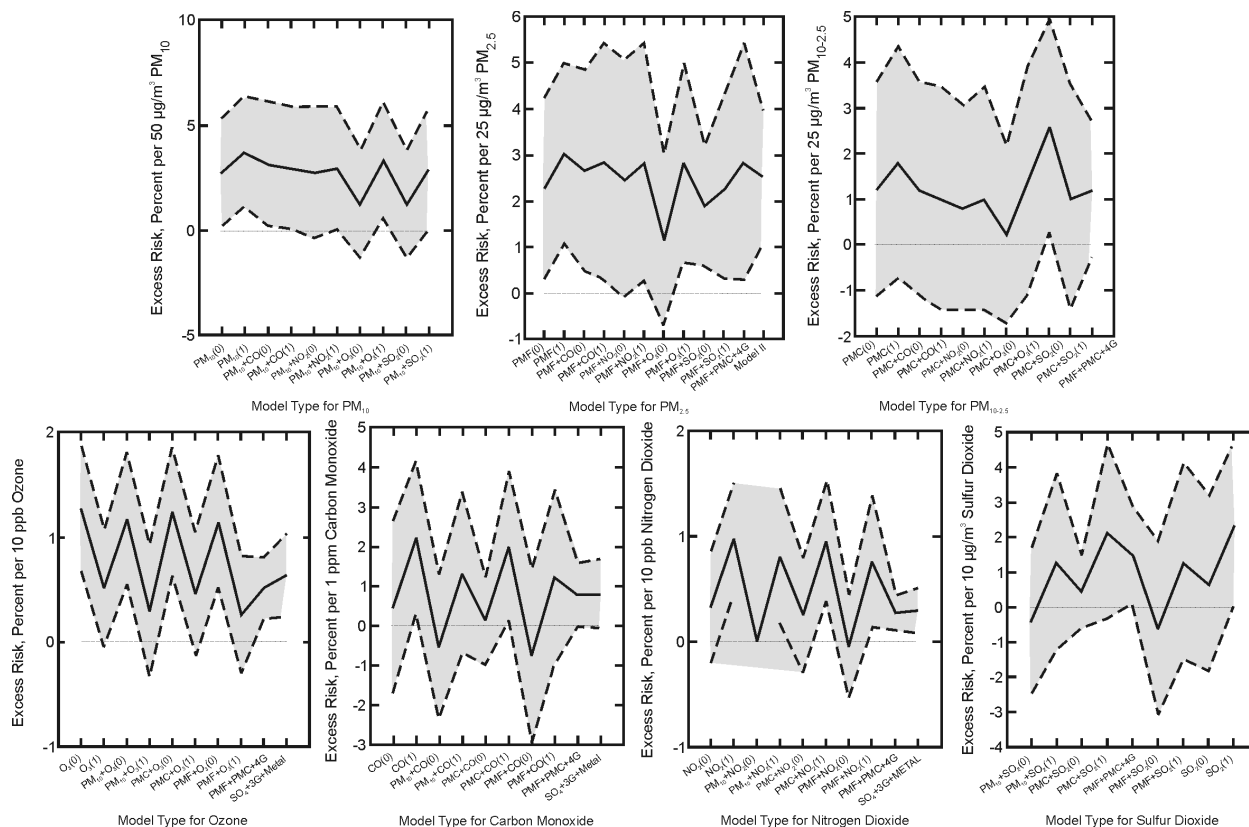 Excess Risk, Percent per 50 µg/m³ PM₁₀
10
5
0
-5
PM₁₀(0)
PM₁₀(1)
PM₁₀+CO(0)
PM₁₀+CO(1)
PM₁₀+NO₂(0)
PM₁₀+NO₂(1)
PM₁₀+O₃(0)
PM₁₀+O₃(1)
PM₁₀+SO₂(0)
PM₁₀+SO₂(1)
Model Type for PM₁₀
Excess Risk, Percent per 25 µg/m³ PM₂.₅
6
5
4
3
2
1
0
-1
PMF(0)
PMF(1)
PMF+CO(0)
PMF+CO(1)
PMF+NO₂(0)
PMF+NO₂(1)
PMF+O₃(0)
PMF+O₃(1)
PMF+SO₂(0)
PMF+SO₂(1)
PMF+PMC+4G
Model II
Model Type for PM₂.₅
Excess Risk, Percent per 25 µg/m³ PM₁₀₋₂.₅
5
4
3
2
1
0
-1
-2
PMC(0)
PMC(1)
PMC+CO(0)
PMC+CO(1)
PMC+NO₂(0)
PMC+NO₂(1)
PMC+O₃(0)
PMC+O₃(1)
PMC+SO₂(0)
PMC+SO₂(1)
PMF+PMC+4G
Model Type for PM₁₀₋₂.₅
Excess Risk, Percent per 10 ppb Ozone
2
1
0
-1
O₃(0)
O₃(1)
PM₁₀+O₃(0)
PM₁₀+O₃(1)
PMC+O₃(0)
PMC+O₃(1)
PMF+O₃(0)
PMF+O₃(1)
PMF+PMC+4G
SO₄+3G+Metal
Model Type for Ozone
Excess Risk, Percent per 1 ppm Carbon Monoxide
5
4
3
2
1
0
-1
-2
-3
CO(0)
CO(1)
PM₁₀+CO(0)
PM₁₀+CO(1)
PMC+CO(0)
PMC+CO(1)
PMF+CO(0)
PMF+CO(1)
PMF+PMC+4G
SO₄+3G+Metal
Model Type for Carbon Monoxide
Excess Risk, Percent per 10 ppb Nitrogen Dioxide
2
1
0
-1
NO₂(0)
NO₂(1)
PM₁₀+NO₂(0)
PM₁₀+NO₂(1)
PMC+NO₂(0)
PMC+NO₂(1)
PMF+NO₂(0)
PMF+NO₂(1)
PMF+PMC+4G
SO₄+3G+METAL
Model Type for Nitrogen Dioxide
Excess Risk, Percent per 10 µg/m³ Sulfur Dioxide
5
4
3
2
1
0
-1
-2
-3
-4
PM₁₀+SO₂(0)
PM₁₀+SO₂(1)
PMC+SO₂(0)
PMC+SO₂(1)
PMF+PMC+4G
PMF+SO₂(0)
PMF+SO₂(1)
SO₂(0)
SO₂(1)
Model Type for Sulfur Dioxide